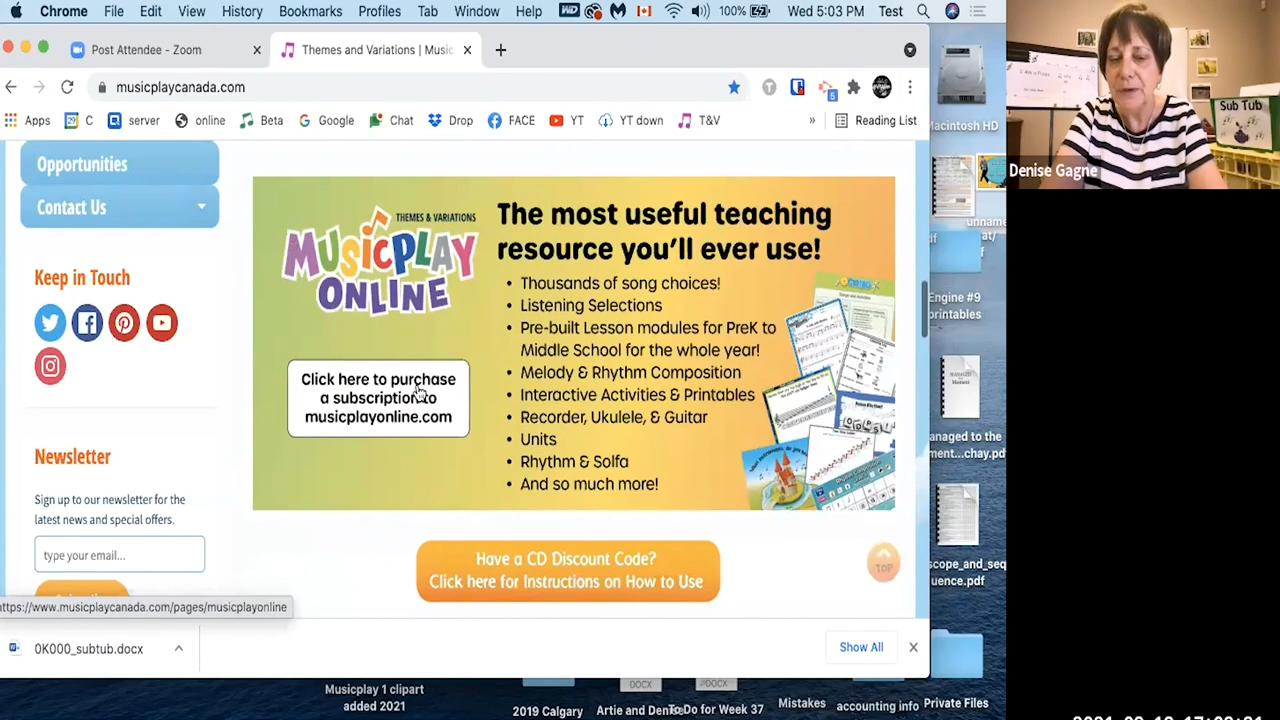 Chrome File Edit View History Bookmarks Profiles Tab Window Help 100% Wed 5:03 PM Test
Post Attendee - Zoom
Themes and Variations | Music
musicplaycanada.com
5
Apps C server online Beta Google Chat Drop FACE YT YT down T&V » Reading List
Opportunities
Contact Us
Keep in Touch
Newsletter
Sign up to our newsletter for the
latest news and special offers.
type your email...
https://www.musicplaycanada.com/pages/musicplayonline
THEMES & VARIATIONS
MUSICPLAY
ONLINE
Click here to purchase
a subscription to
musicplayonline.com
The most useful teaching
resource you'll ever use!
• Thousands of song choices!
• Listening Selections
• Pre-built Lesson modules for PreK to
Middle School for the whole year!
• Melody & Rhythm Composition
• Interactive Activities & Printables
• Recorder, Ukulele, & Guitar
• Units
• Rhythm & Solfa
• And so much more!
Have a CD Discount Code?
Click here for Instructions on How to Use
TOP
0K000_subtub.docx
Show All
Macintosh HD
Engine #9
printables
anaged to the
ment...chay.pdf
scope_and_seq
uence.pdf
Musicplay 1 clipart
added 2021
2019 Calgary
DOCX
Artie and Denise
DOCX
To Do for Week 37
Mistakes
accounting info
Private Files
Sub Tub
Denise Gagne